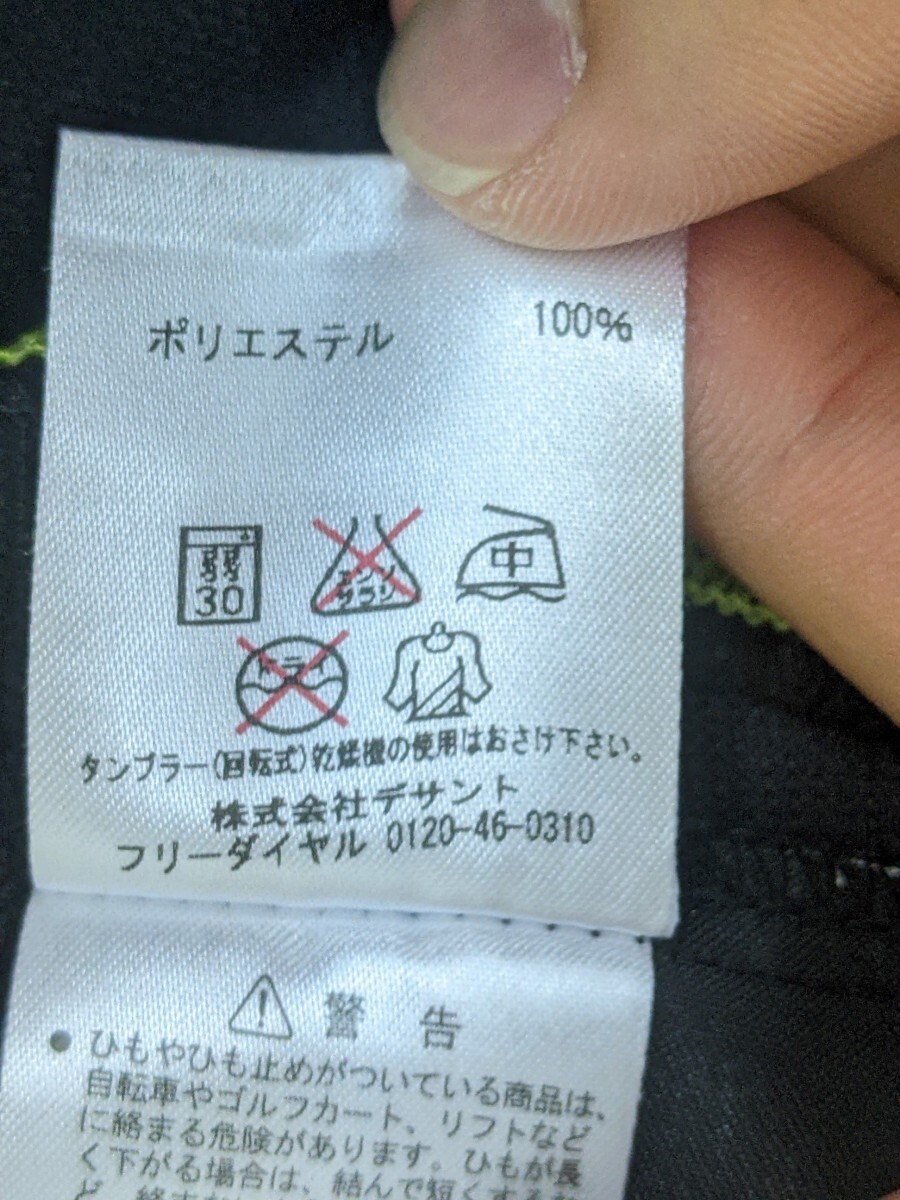 ポリエステル 100%
弱 30
エンソ サラシ
中
ドライ
タンブラー(回転式)乾燥機の使用はおさけ下さい。
株式会社デサント
フリーダイヤル 0120-46-0310
警告
● ひもやひも止めがついている商品は、
自転車やゴルフカート、リフトなど
に絡まる危険があります。ひもが長
く下がる場合は、結んで短くするな